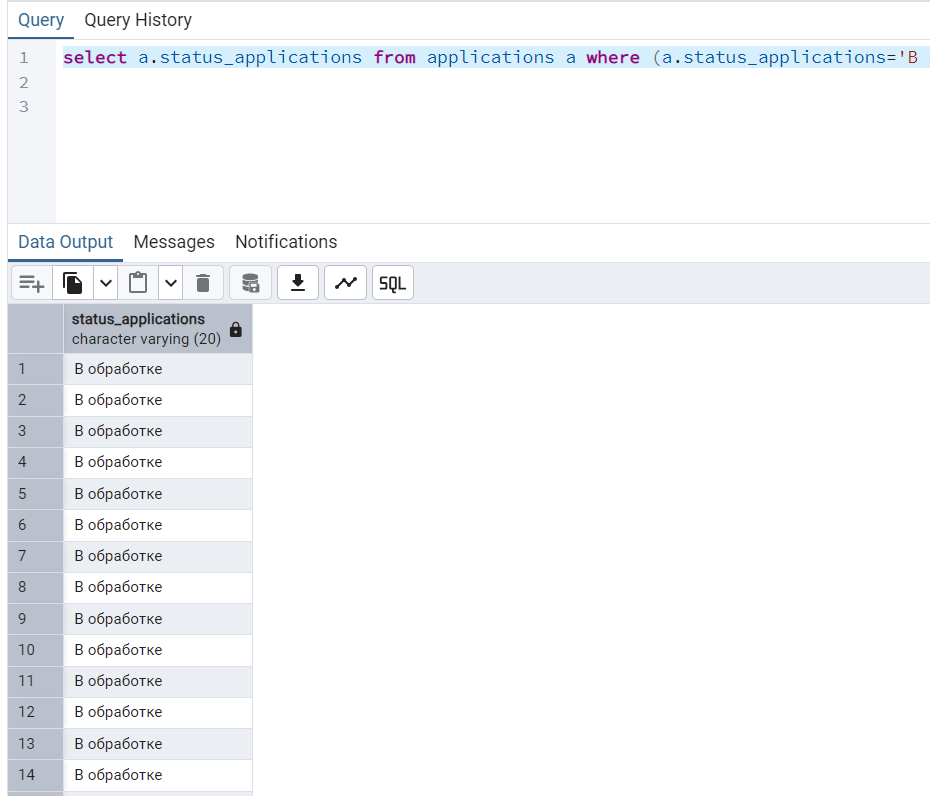 Query Query History
1 select a.status_applications from applications a where (a.status_applications='В
2
3
Data Output Messages Notifications
SQL
status_applications
character varying (20)
1 В обработке
2 В обработке
3 В обработке
4 В обработке
5 В обработке
6 В обработке
7 В обработке
8 В обработке
9 В обработке
10 В обработке
11 В обработке
12 В обработке
13 В обработке
14 В обработке